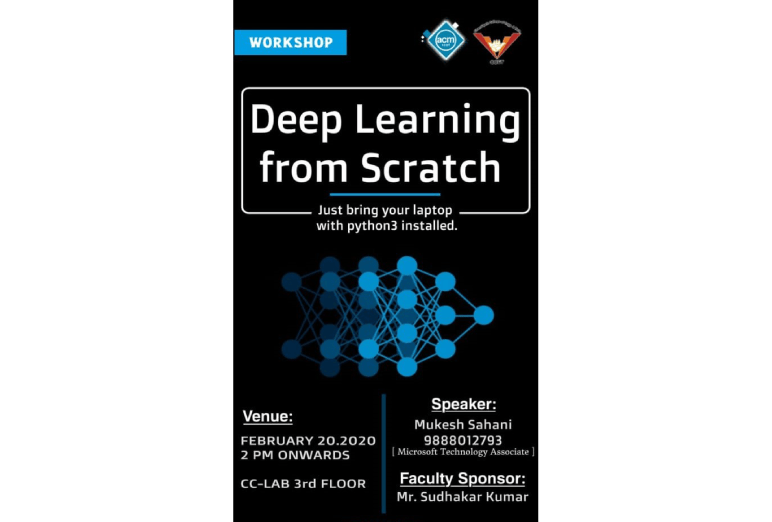 WORKSHOP
acm
Deep Learning
from Scratch
Just bring your laptop
with python3 installed.
Venue:
FEBRUARY 20.2020
2 PM ONWARDS
CC-LAB 3rd FLOOR
Speaker:
Mukesh Sahani
9888012793
[ Microsoft Technology Associate ]
Faculty Sponsor:
Mr. Sudhakar Kumar